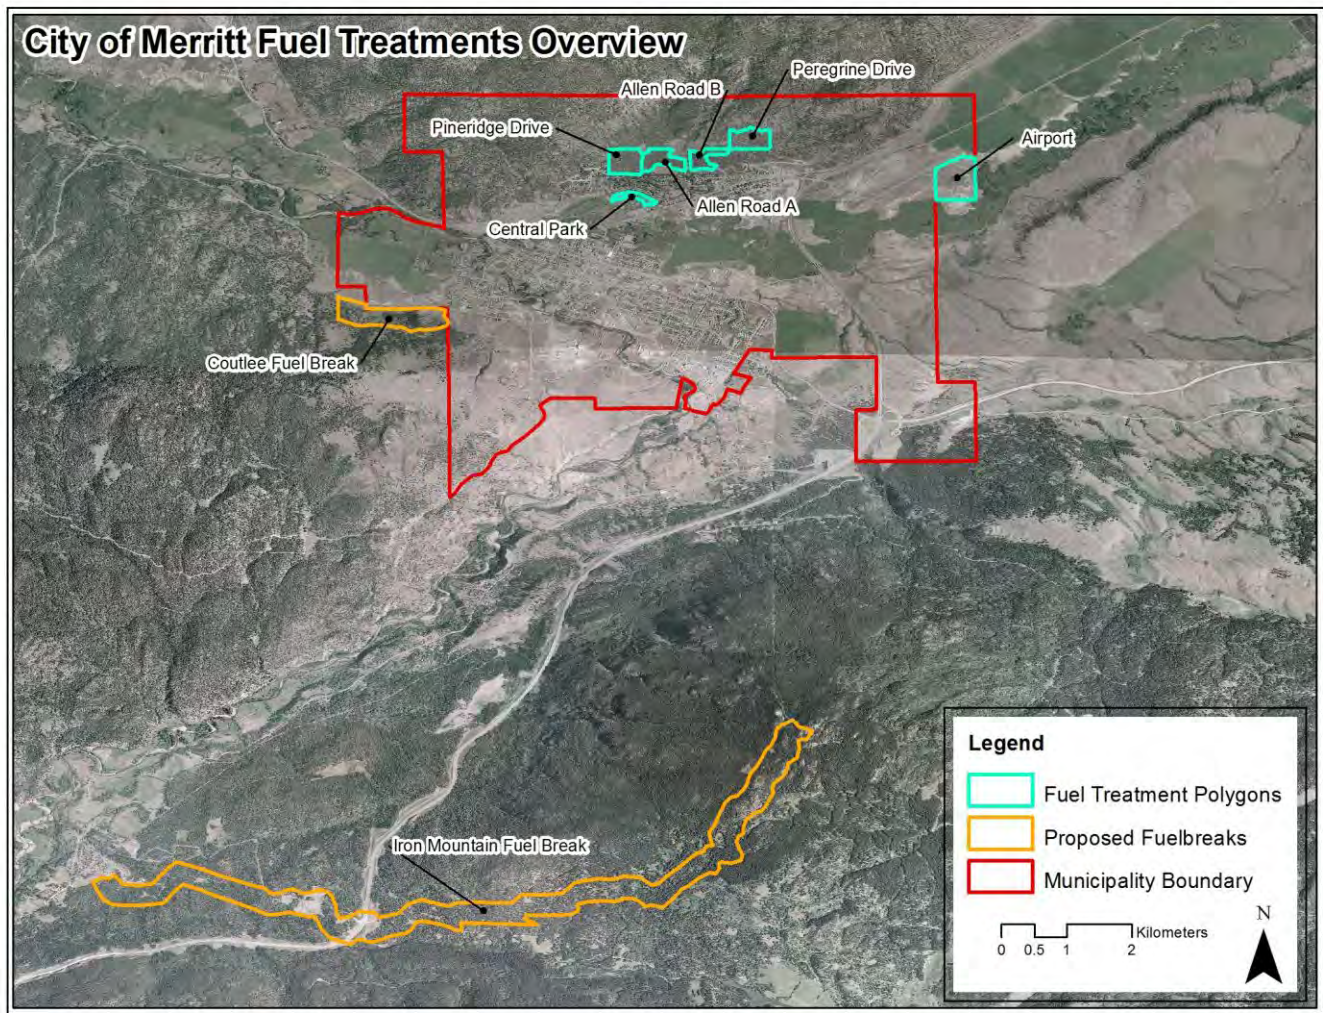 City of Merritt Fuel Treatments Overview
Peregrine Drive
Allen Road B
Pineridge Drive
Airport
Allen Road A
Central Park
Coutlee Fuel Break
Iron Mountain Fuel Break
Legend
Fuel Treatment Polygons
Proposed Fuelbreaks
Municipality Boundary
N
Kilometers
0 0.5 1 2